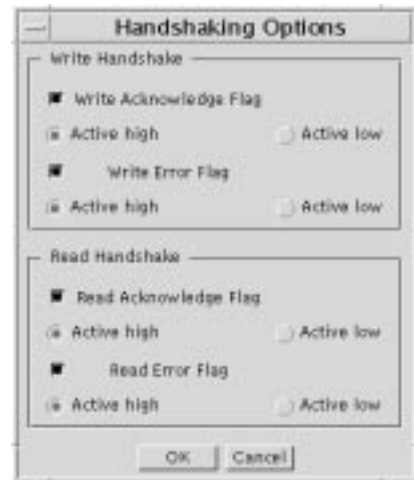 Handshaking Options
Write Handshake
Write Acknowledge Flag
Active high Active low
Write Error Flag
Active high Active low
Read Handshake
Read Acknowledge Flag
Active high Active low
Read Error Flag
Active high Active low
OK Cancel